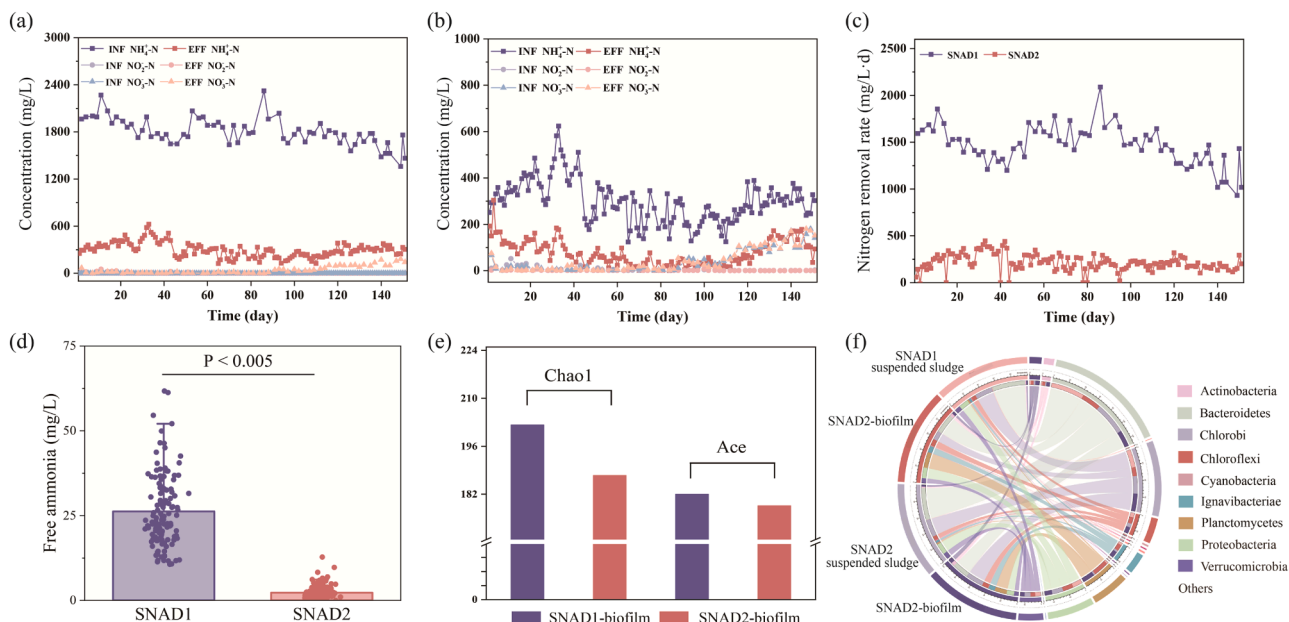 (a)
3000
2400
1800
1200
600
0
Concentration (mg/L)
INF NH₄⁺-N EFF NH₄⁺-N
INF NO₂⁻-N EFF NO₂⁻-N
INF NO₃⁻-N EFF NO₃⁻-N
20 40 60 80 100 120 140
Time (day)
(b)
1000
800
600
400
200
0
Concentration (mg/L)
INF NH₄⁺-N EFF NH₄⁺-N
INF NO₂⁻-N EFF NO₂⁻-N
INF NO₃⁻-N EFF NO₃⁻-N
20 40 60 80 100 120 140
Time (day)
(c)
2500
2250
2000
1750
1500
1250
1000
750
500
250
0
Nitrogen removal rate (mg/L·d)
SNAD1 SNAD2
20 40 60 80 100 120 140
Time (day)
(d)
75
50
25
0
Free ammonia (mg/L)
P < 0.005
SNAD1 SNAD2
(e)
224
210
196
182
0
Chao1
Ace
SNAD1-biofilm SNAD2-biofilm
(f)
SNAD1
suspended sludge
SNAD2-biofilm
SNAD2
suspended sludge
SNAD2-biofilm
Actinobacteria
Bacteroidetes
Chlorobi
Chloroflexi
Cyanobacteria
Ignavibacteriae
Planctomycetes
Proteobacteria
Verrucomicrobia
Others